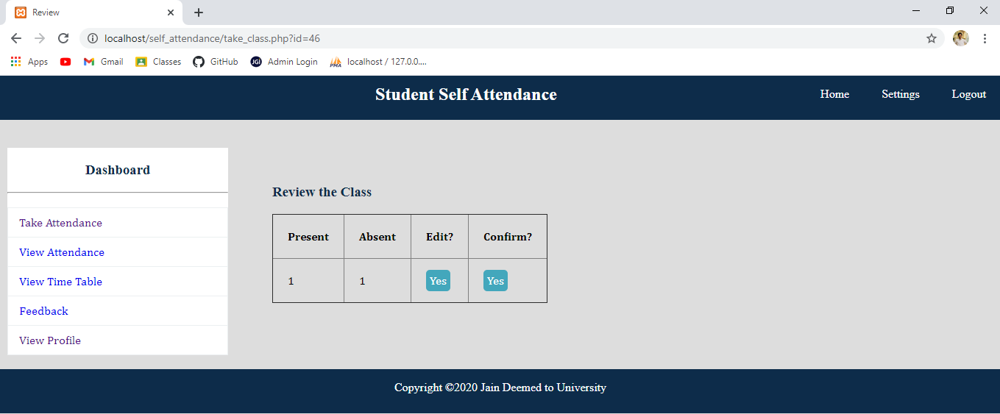 Review
localhost/self_attendance/take_class.php?id=46
Apps Gmail Classes GitHub JGI Admin Login PMA localhost / 127.0.0....
Student Self Attendance
Home Settings Logout
Dashboard
Take Attendance
View Attendance
View Time Table
Feedback
View Profile
Review the Class
Present Absent Edit? Confirm?
1 1 Yes Yes
Copyright ©2020 Jain Deemed to University